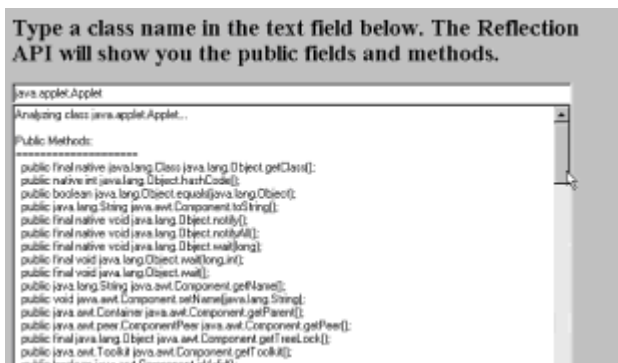 Type a class name in the text field below. The Reflection
API will show you the public fields and methods.
java.applet.Applet
Analyzing class java.applet.Applet...
Public Methods:
=====================
public final native java.lang.Class java.lang.Object.getClass();
public native int java.lang.Object.hashCode();
public boolean java.lang.Object.equals(java.lang.Object);
public java.lang.String java.awt.Component.toString();
public final native void java.lang.Object.notify();
public final native void java.lang.Object.notifyAll();
public final native void java.lang.Object.wait(long);
public final void java.lang.Object.wait(long,int);
public final void java.lang.Object.wait();
public java.lang.String java.awt.Component.getName();
public void java.awt.Component.setName(java.lang.String);
public java.awt.Container java.awt.Component.getParent();
public java.awt.peer.ComponentPeer java.awt.Component.getPeer();
public final java.lang.Object java.awt.Component.getTreeLock();
public java.awt.Toolkit java.awt.Component.getToolkit();